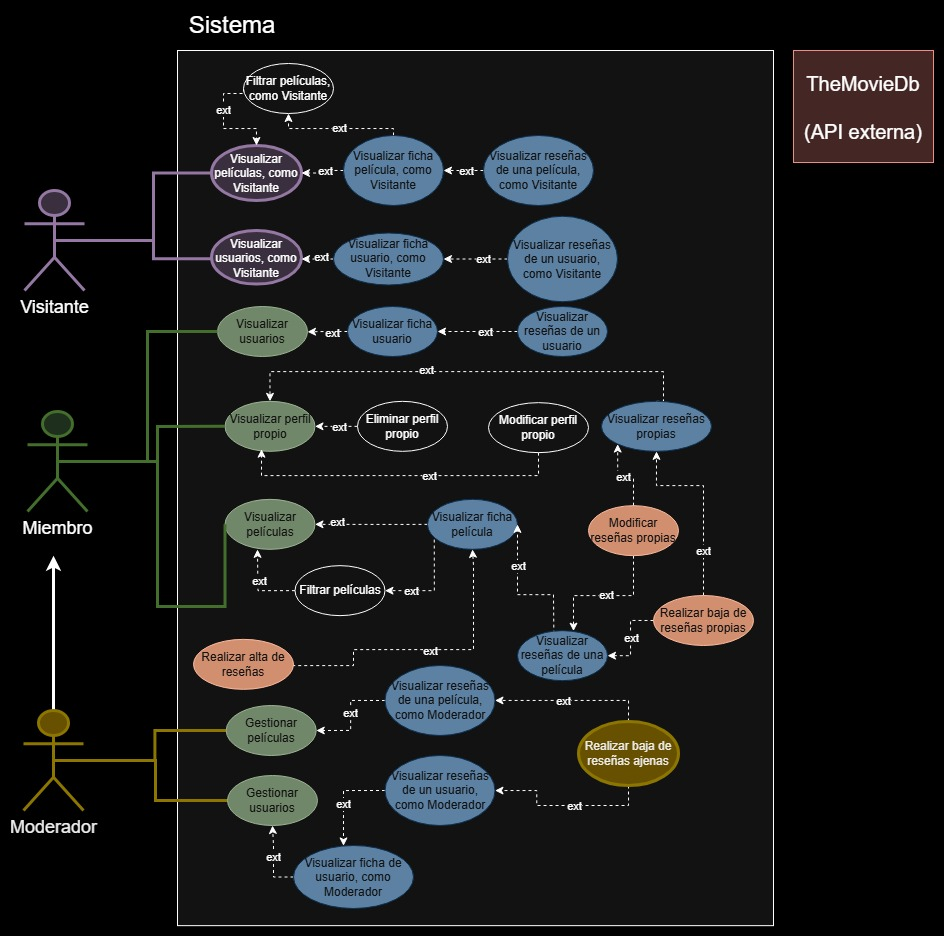 Sistema
TheMovieDb
(API externa)
Filtrar películas,
como Visitante
ext
ext
Visualizar
películas, como
Visitante
ext
Visualizar ficha
película, como
Visitante
ext
Visualizar reseñas
de una película,
como Visitante
Visitante
Visualizar
usuarios, como
Visitante
ext
Visualizar ficha
usuario, como
Visitante
ext
Visualizar reseñas
de un usuario,
como Visitante
Visualizar
usuarios
ext
Visualizar ficha
usuario
ext
Visualizar
reseñas de un
usuario
ext
Miembro
Visualizar perfil
propio
ext
Eliminar perfil
propio
Modificar perfil
propio
Visualizar reseñas
propias
ext
ext
Visualizar
películas
ext
Visualizar ficha
película
Modificar
reseñas propias
ext
ext
ext
Filtrar películas
ext
ext
Realizar baja de
reseñas propias
ext
Visualizar
reseñas de una
película
Realizar alta de
reseñas
ext
Moderador
Gestionar
películas
ext
Visualizar reseñas
de una película,
como Moderador
ext
Realizar baja de
reseñas ajenas
Gestionar
usuarios
ext
Visualizar reseñas
de un usuario,
como Moderador
ext
ext
Visualizar ficha de
usuario, como
Moderador